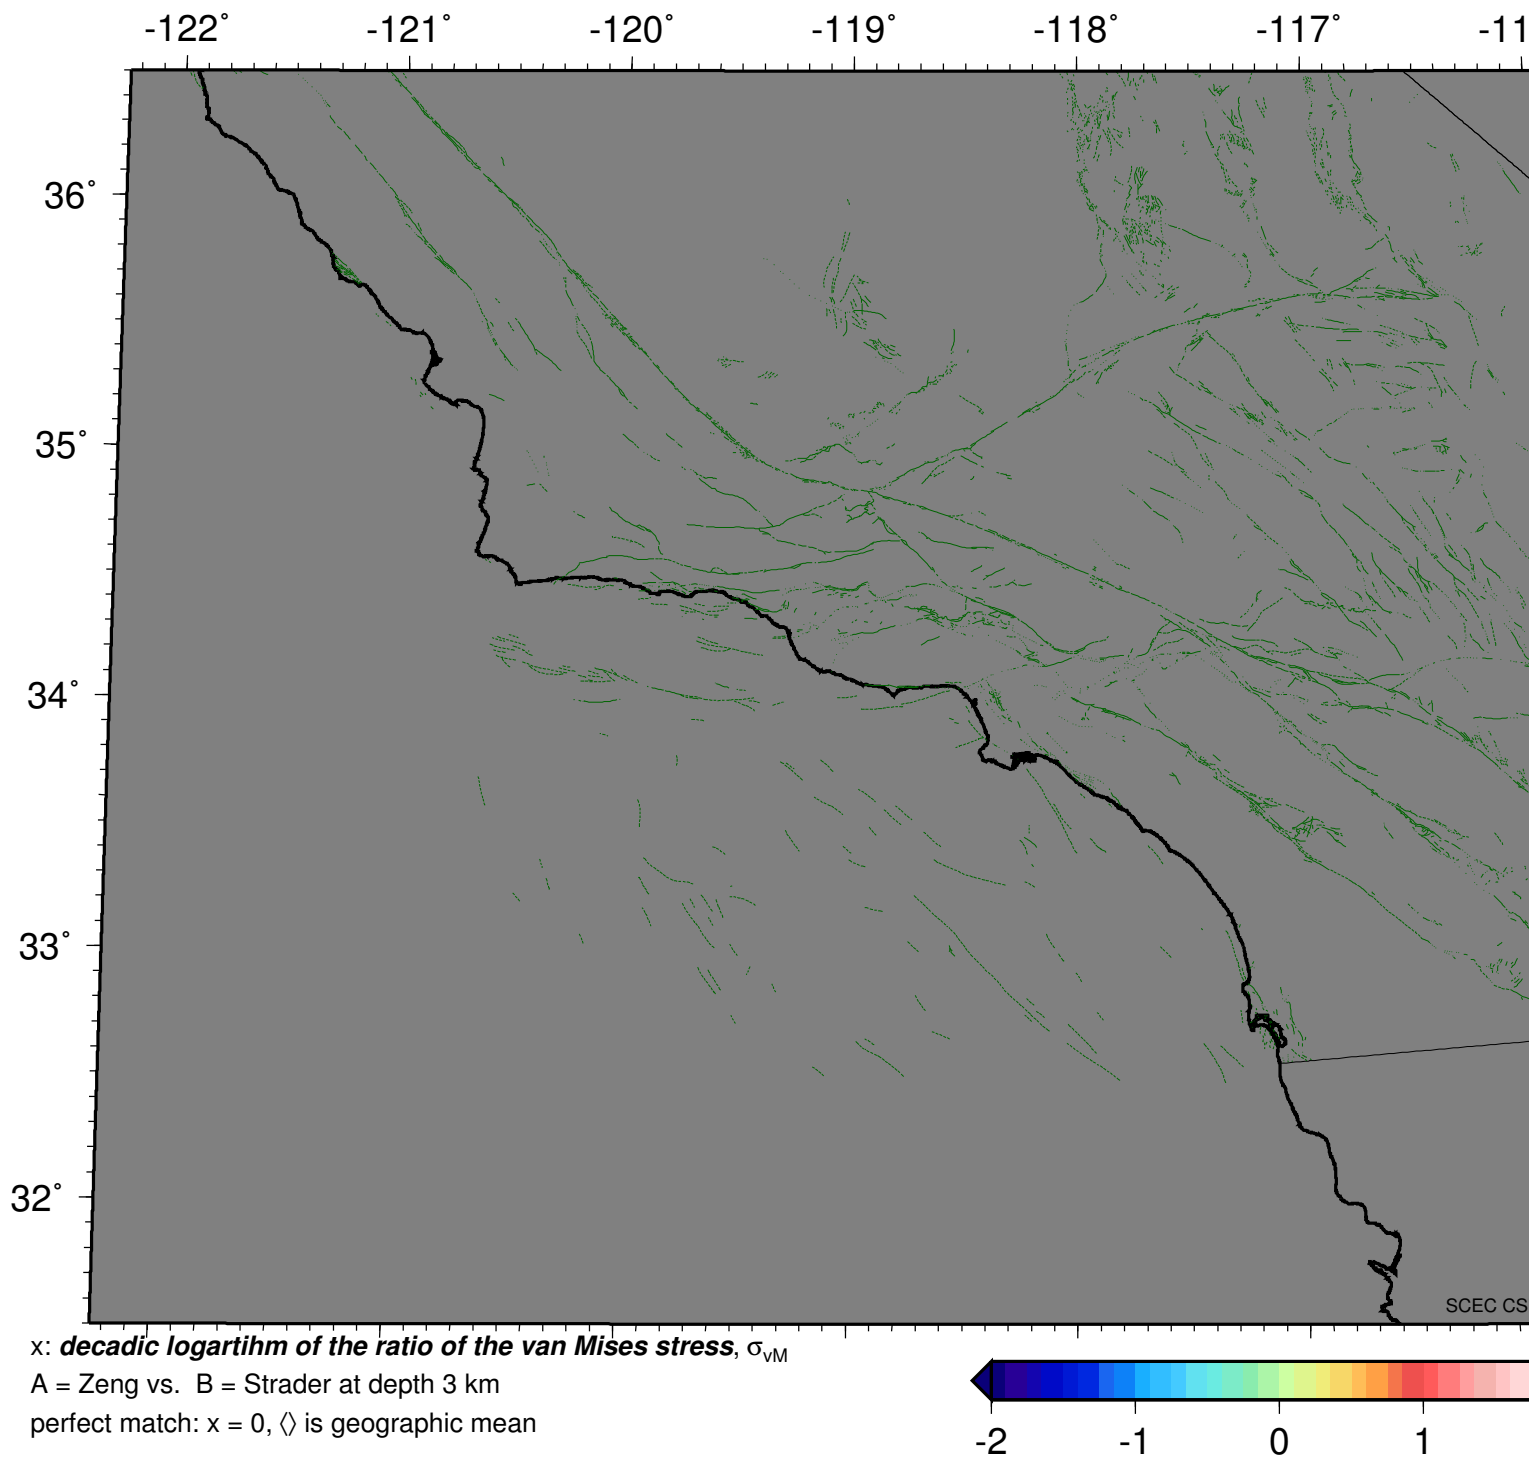 -122˚ -121˚ -120˚ -119˚ -118˚ -117˚ -11
36˚
35˚
34˚
33˚
32˚
SCEC CS
x: decadic logartihm of the ratio of the van Mises stress, σvM
A = Zeng vs. B = Strader at depth 3 km
perfect match: x = 0, ⟨⟩ is geographic mean
-2 -1 0 1